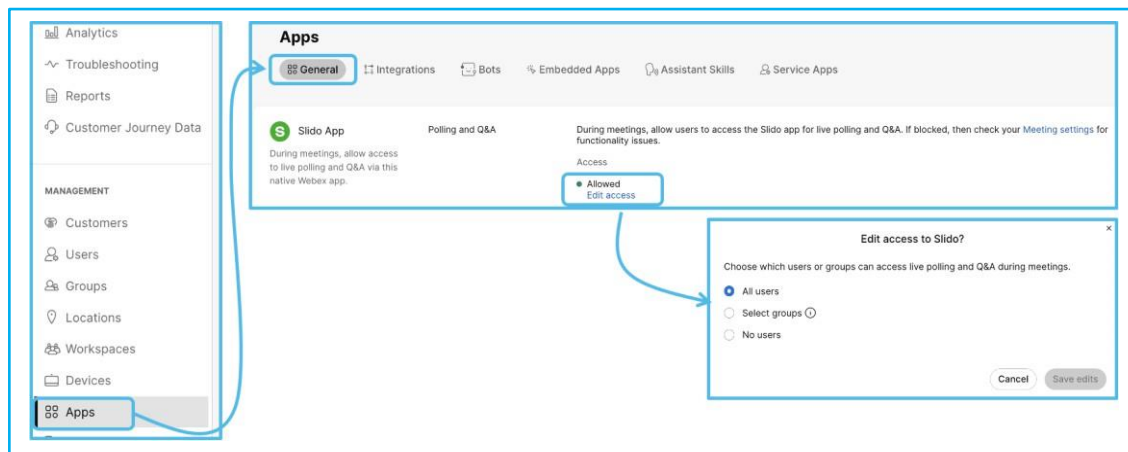 Analytics
Troubleshooting
Reports
Customer Journey Data
MANAGEMENT
Customers
Users
Groups
Locations
Workspaces
Devices
Apps
Apps
General
Integrations
Bots
Embedded Apps
Assistant Skills
Service Apps
S
Slido App
During meetings, allow access
to live polling and Q&A via this
native Webex app.
Polling and Q&A
During meetings, allow users to access the Slido app for live polling and Q&A. If blocked, then check your Meeting settings for
functionality issues.
Access
Allowed
Edit access
Edit access to Slido?
Choose which users or groups can access live polling and Q&A during meetings.
All users
Select groups
No users
Cancel
Save edits